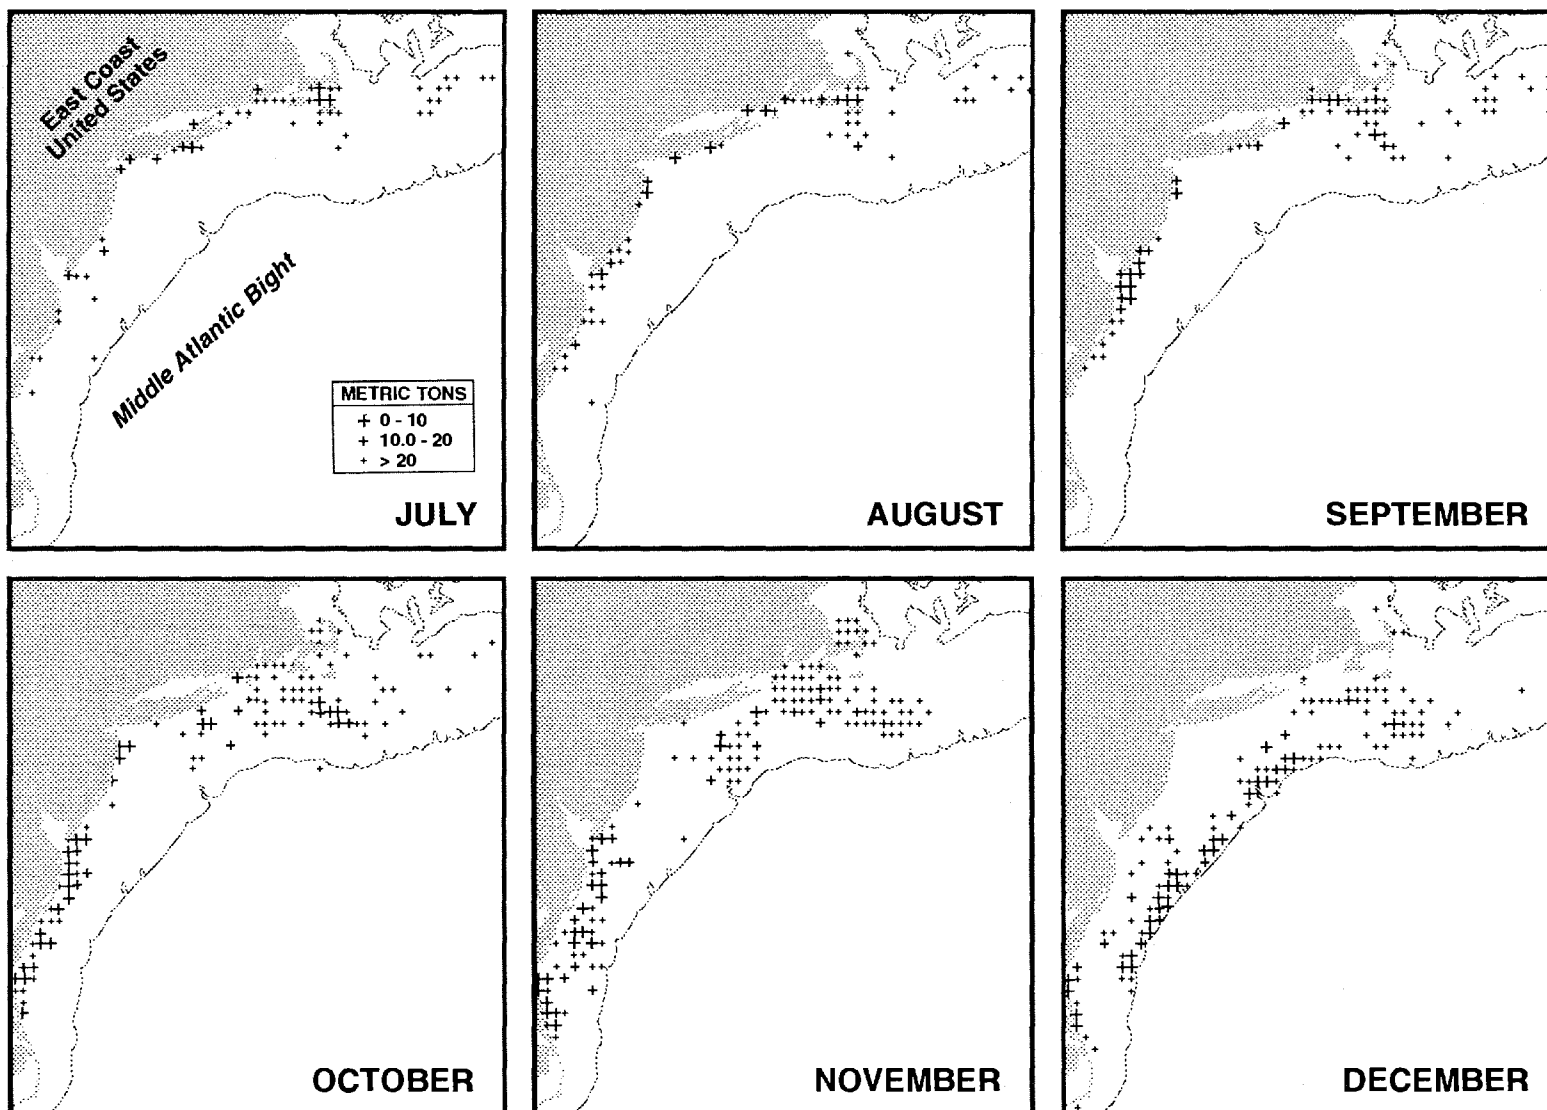 East Coast
United States
Middle Atlantic Bight
METRIC TONS
+ 0 - 10
+ 10.0 - 20
+ > 20
JULY
AUGUST
SEPTEMBER
OCTOBER
NOVEMBER
DECEMBER